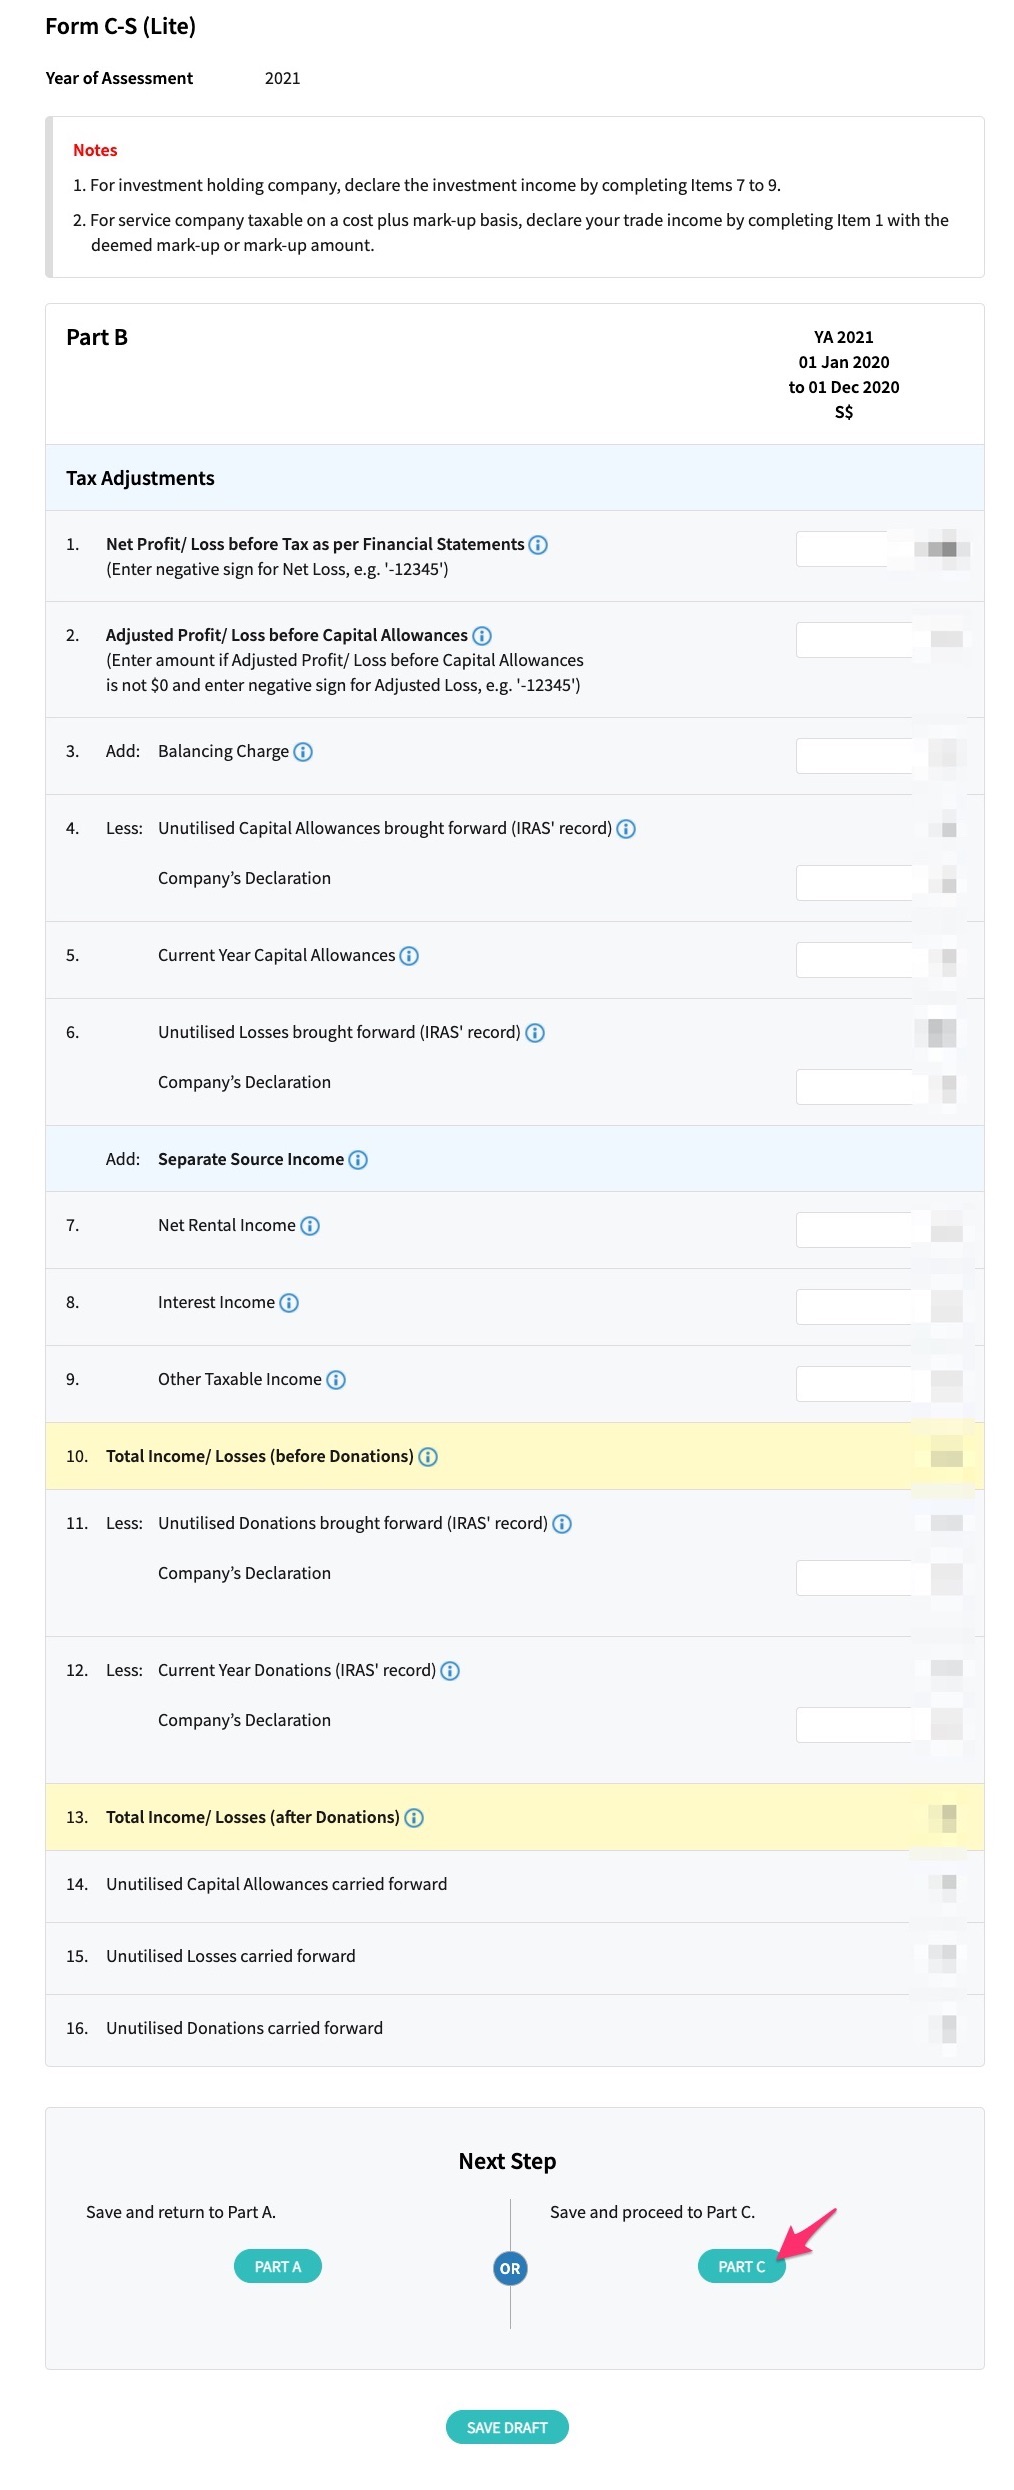 Form C-S (Lite)
Year of Assessment 2021
Notes
1. For investment holding company, declare the investment income by completing Items 7 to 9.
2. For service company taxable on a cost plus mark-up basis, declare your trade income by completing Item 1 with the
deemed mark-up or mark-up amount.
Part B
YA 2021
01 Jan 2020
to 01 Dec 2020
S$
Tax Adjustments
1. Net Profit/ Loss before Tax as per Financial Statements
(Enter negative sign for Net Loss, e.g. '-12345')
2. Adjusted Profit/ Loss before Capital Allowances
(Enter amount if Adjusted Profit/ Loss before Capital Allowances
is not $0 and enter negative sign for Adjusted Loss, e.g. '-12345')
3. Add: Balancing Charge
4. Less: Unutilised Capital Allowances brought forward (IRAS' record)
Company’s Declaration
5. Current Year Capital Allowances
6. Unutilised Losses brought forward (IRAS' record)
Company’s Declaration
Add: Separate Source Income
7. Net Rental Income
8. Interest Income
9. Other Taxable Income
10. Total Income/ Losses (before Donations)
11. Less: Unutilised Donations brought forward (IRAS' record)
Company’s Declaration
12. Less: Current Year Donations (IRAS' record)
Company’s Declaration
13. Total Income/ Losses (after Donations)
14. Unutilised Capital Allowances carried forward
15. Unutilised Losses carried forward
16. Unutilised Donations carried forward
Next Step
Save and return to Part A.
PART A
OR
Save and proceed to Part C.
PART C
SAVE DRAFT